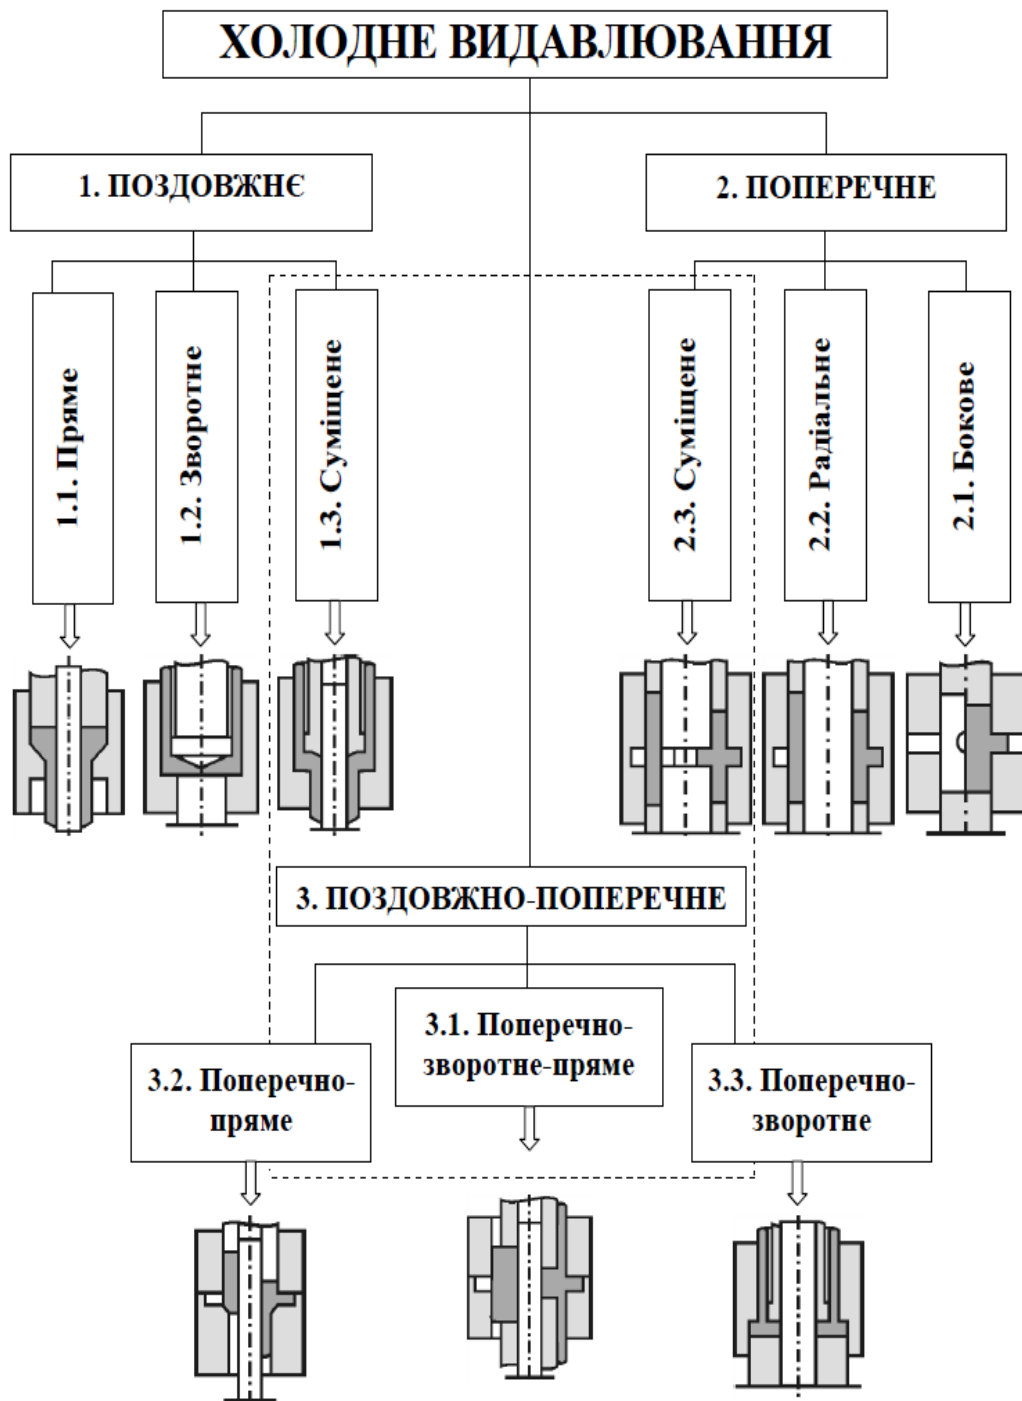 ХОЛОДНЕ ВИДАВЛЮВАННЯ
1. ПОЗДОВЖНЄ
2. ПОПЕРЕЧНЕ
1.1. Пряме
1.2. Зворотне
1.3. Суміщене
2.3. Суміщене
2.2. Радіальне
2.1. Бокове
3. ПОЗДОВЖНО-ПОПЕРЕЧНЕ
3.2. Поперечно-
пряме
3.1. Поперечно-
зворотне-пряме
3.3. Поперечно-
зворотне